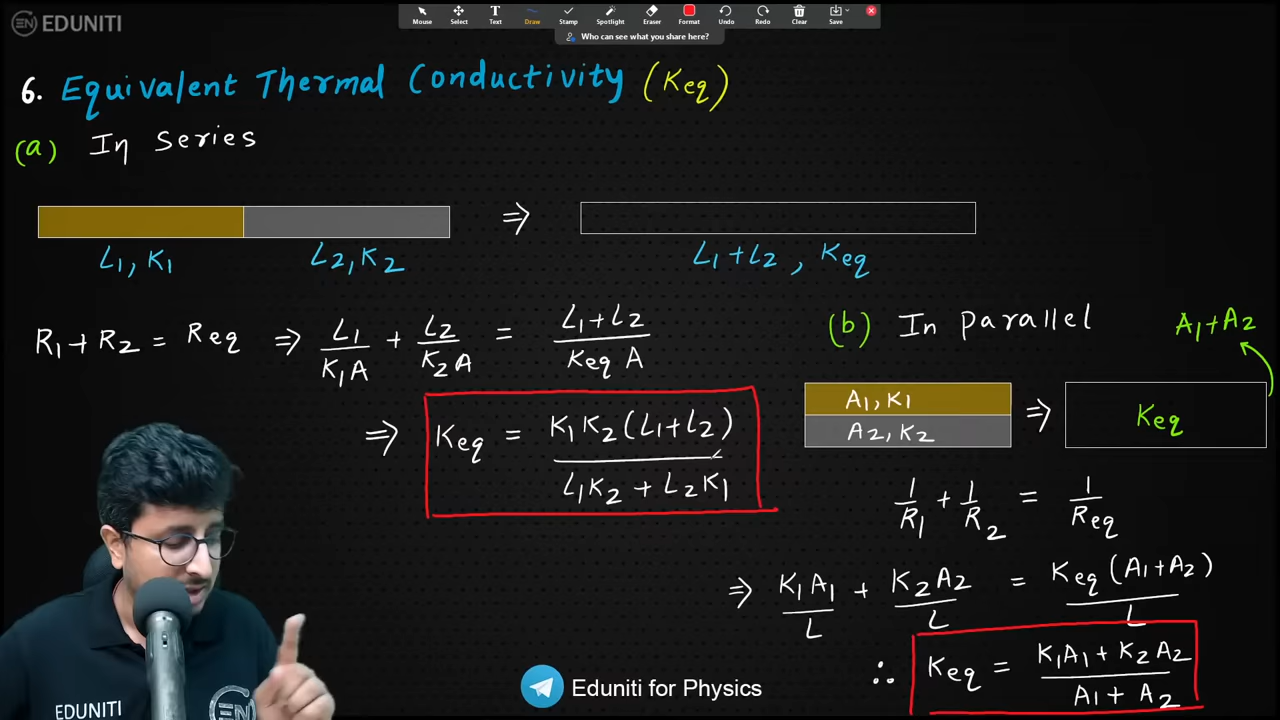 EDUNITI
Mouse Select Text Draw Stamp Spotlight Eraser Format Undo Redo Clear Save
Who can see what you share here?
6. Equivalent Thermal Conductivity (Keq)
(a) In series
L1, K1
L2, K2
⇒
L1+L2 , Keq
R1 + R2 = Req ⇒ L1/K1A + L2/K2A = L1+L2/Keq A
⇒ Keq = K1K2(L1+L2)/L1K2 + L2K1
(b) In parallel
A1+A2
A1, K1
A2, K2
⇒
Keq
1/R1 + 1/R2 = 1/Req
⇒ K1A1/L + K2A2/L = Keq(A1+A2)/L
∴ Keq = K1A1 + K2A2/A1 + A2
Eduniti for Physics
EDUNITI
EN